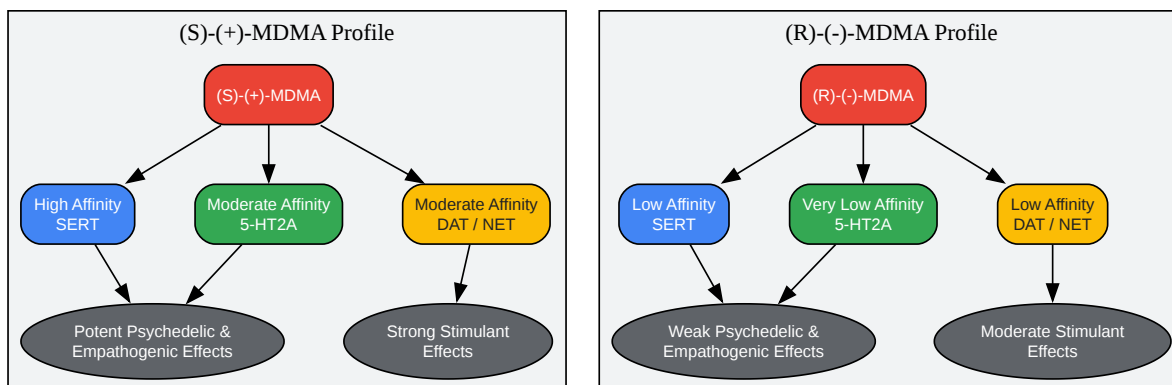 (S)-(+)-MDMA Profile
(S)-(+)-MDMA
High Affinity
SERT
Moderate Affinity
5-HT2A
Moderate Affinity
DAT / NET
Potent Psychedelic &
Empathogenic Effects
Strong Stimulant
Effects
(R)-(-)-MDMA Profile
(R)-(-)-MDMA
Low Affinity
SERT
Very Low Affinity
5-HT2A
Low Affinity
DAT / NET
Weak Psychedelic &
Empathogenic Effects
Moderate Stimulant
Effects